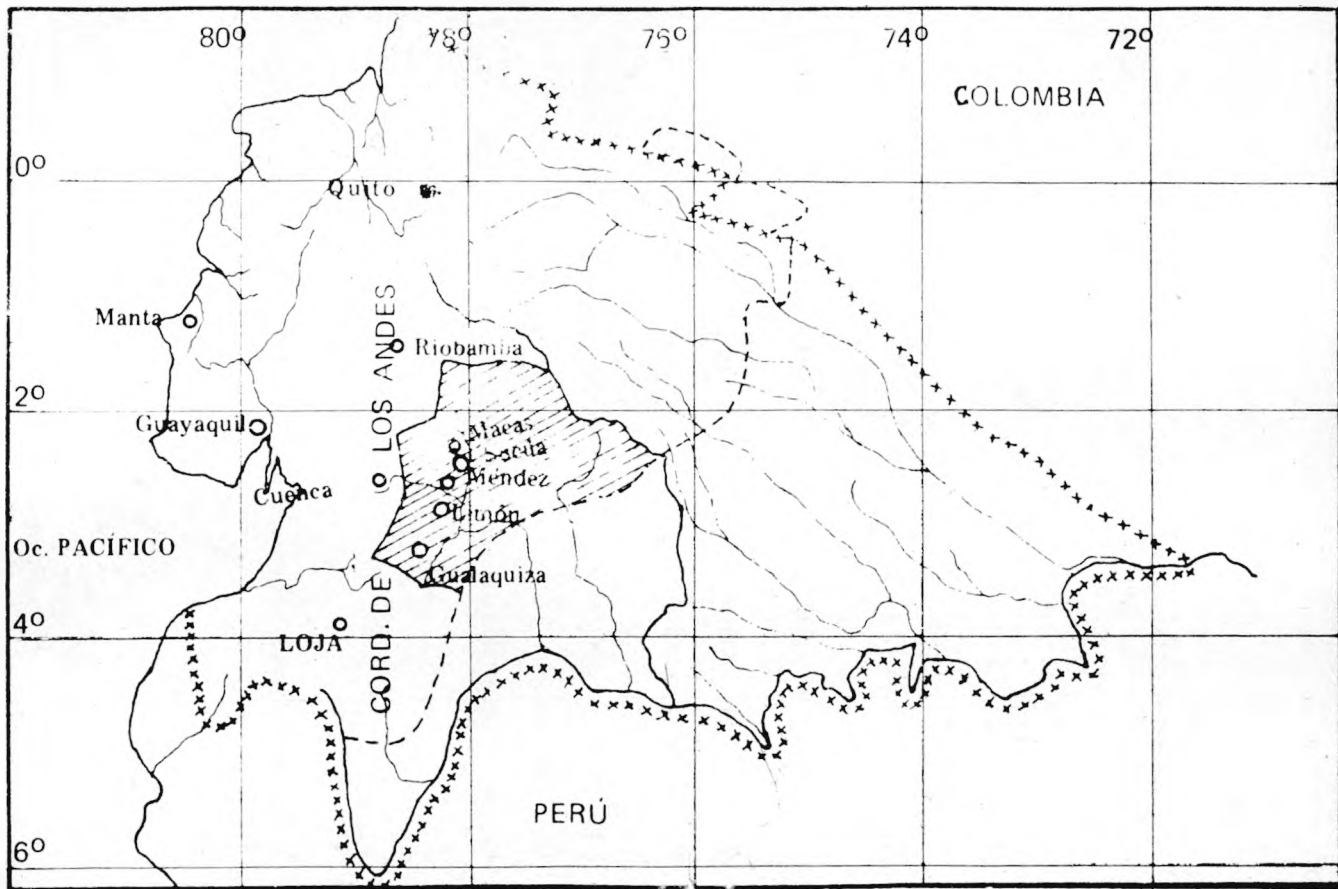 80° 78° 76° 74° 72°
COLOMBIA
0°
Quito
Manta
Riobamba
CORD. DE LOS ANDES
2°
Guayaquil
Macas
Sucúa
Méndez
Cuenca
Limón
Oc. PACÍFICO
Gualaquiza
4°
LOJA
PERÚ
6°